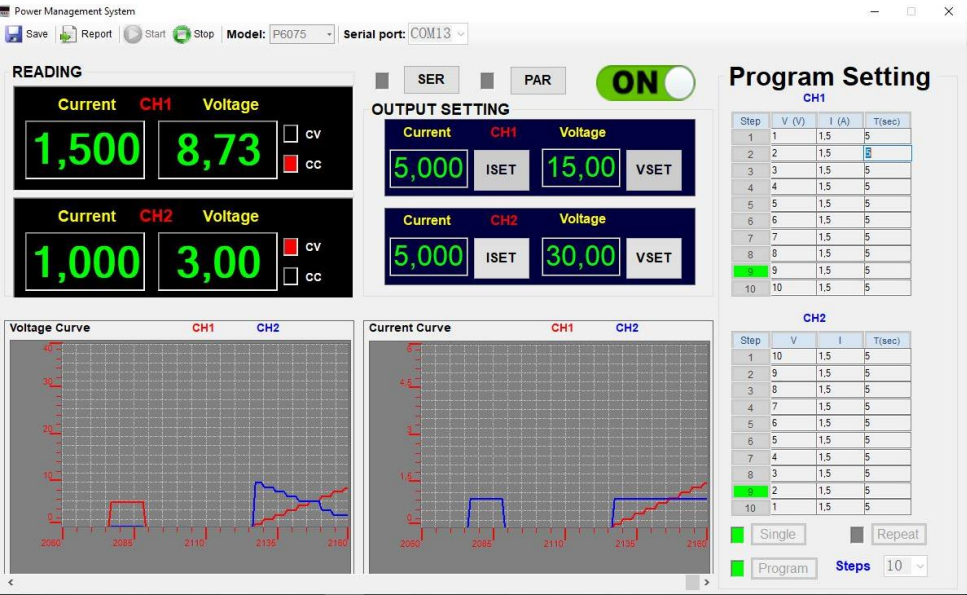 Power Management System
Save Report Start Stop Model: P6075 Serial port: COM13
READING
Current CH1 Voltage
1,500 8,73 CV
CC
Current CH2 Voltage
1,000 3,00 CV
CC
SER PAR ON
OUTPUT SETTING
Current CH1 Voltage
5,000 ISET 15,00 VSET
Current CH2 Voltage
5,000 ISET 30,00 VSET
Voltage Curve CH1 CH2
40
30
20
10
0
2060 2085 2110 2135 2160
Current Curve CH1 CH2
6
4,5
3
1,5
0
2060 2085 2110 2135 2160
Program Setting
CH1
Step V (V) I (A) T(sec)
1 1 1,5 5
2 2 1,5 5
3 3 1,5 5
4 4 1,5 5
5 5 1,5 5
6 6 1,5 5
7 7 1,5 5
8 8 1,5 5
9 9 1,5 5
10 10 1,5 5
CH2
Step V I T(sec)
1 10 1,5 5
2 9 1,5 5
3 8 1,5 5
4 7 1,5 5
5 6 1,5 5
6 5 1,5 5
7 4 1,5 5
8 3 1,5 5
9 2 1,5 5
10 1 1,5 5
Single Repeat
Program Steps 10